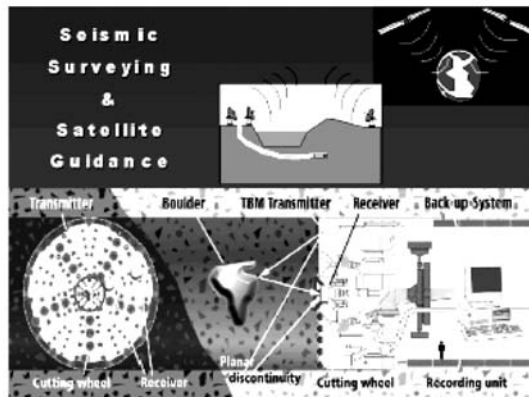 Seismic
Surveying
&
Satellite
Guidance
Transmitter
Boulder
TBM Transmitter
Receiver
Back-up-System
Planar
discontinuity
Cutting wheel
Receiver
Cutting wheel
Recording unit